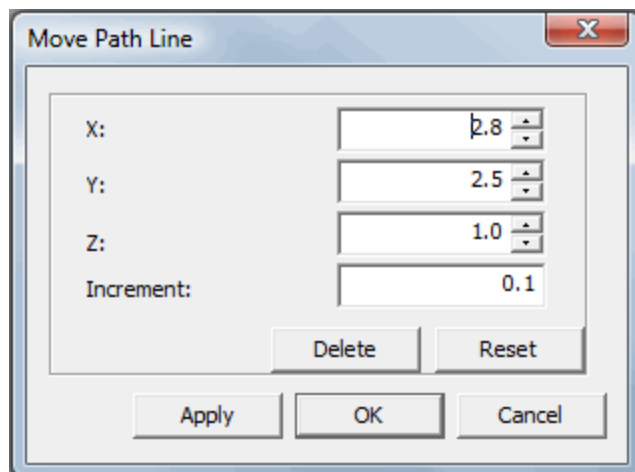 Move Path Line
X: 2.8
Y: 2.5
Z: 1.0
Increment: 0.1
Delete Reset
Apply OK Cancel